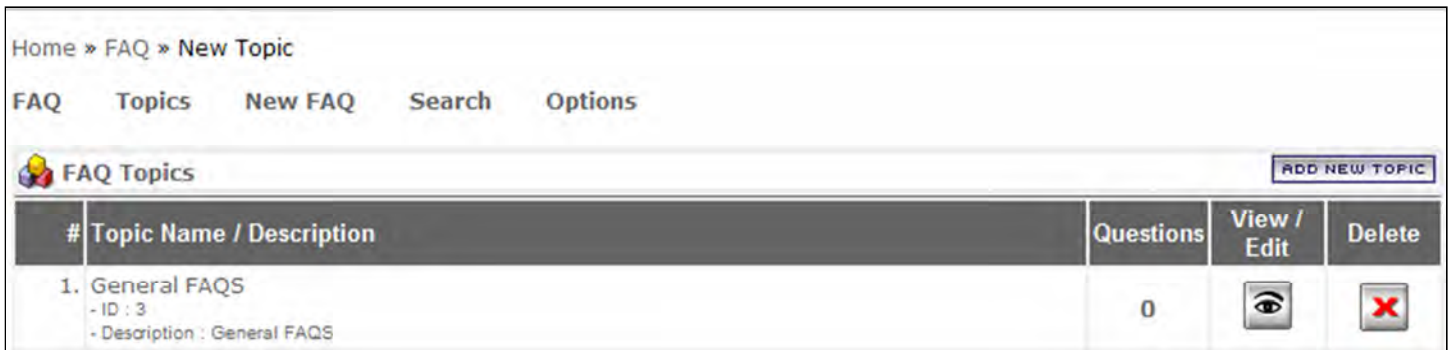 Home » FAQ » New Topic
FAQ Topics New FAQ Search Options
FAQ Topics ADD NEW TOPIC
# Topic Name / Description Questions View / Edit Delete
1. General FAQS 0
- ID : 3
- Description : General FAQS